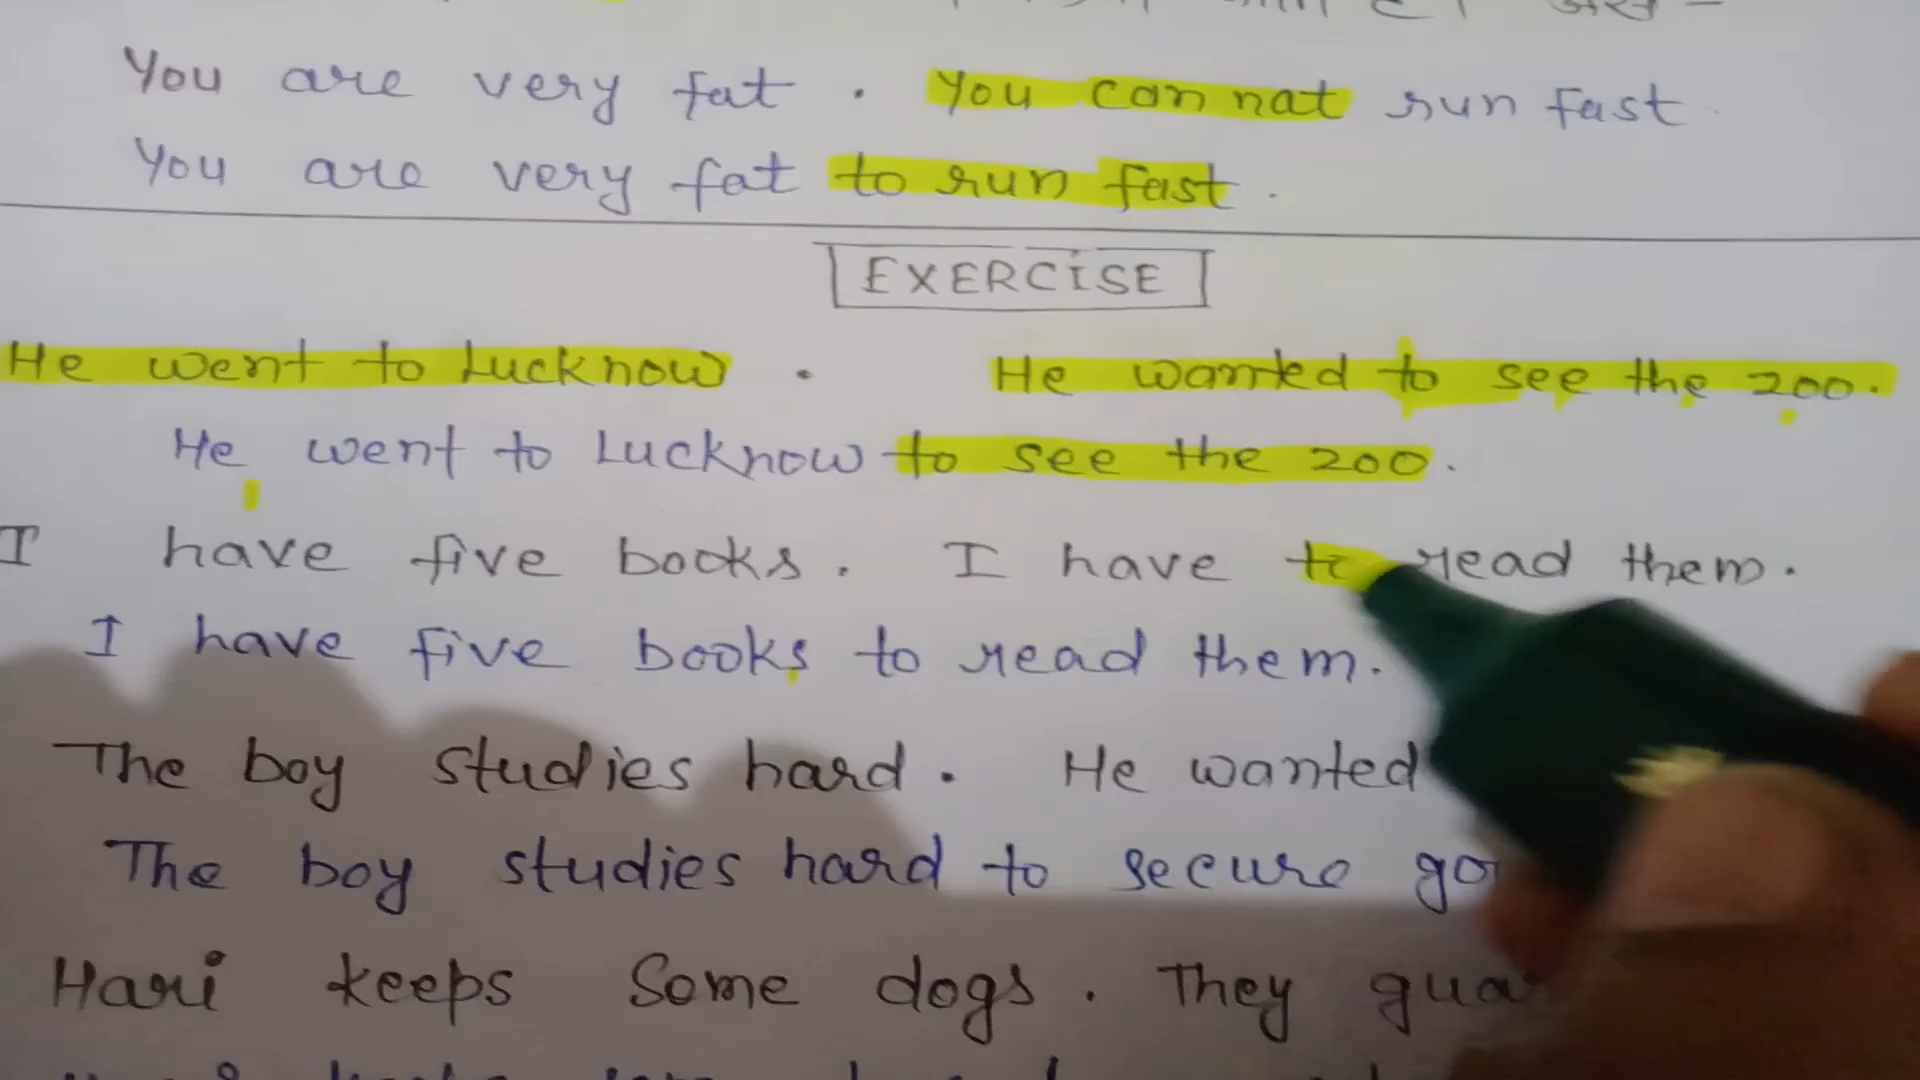 You are very fat . You can nat run fast
You are very fat to run fast .
EXERCISE
He went to Lucknow . He wanted to see the zoo .
He went to Lucknow to see the zoo .
I have five books . I have to read them .
I have five books to read them .
The boy studies hard . He wanted
The boy studies hard to secure
Hari keeps some dogs . They